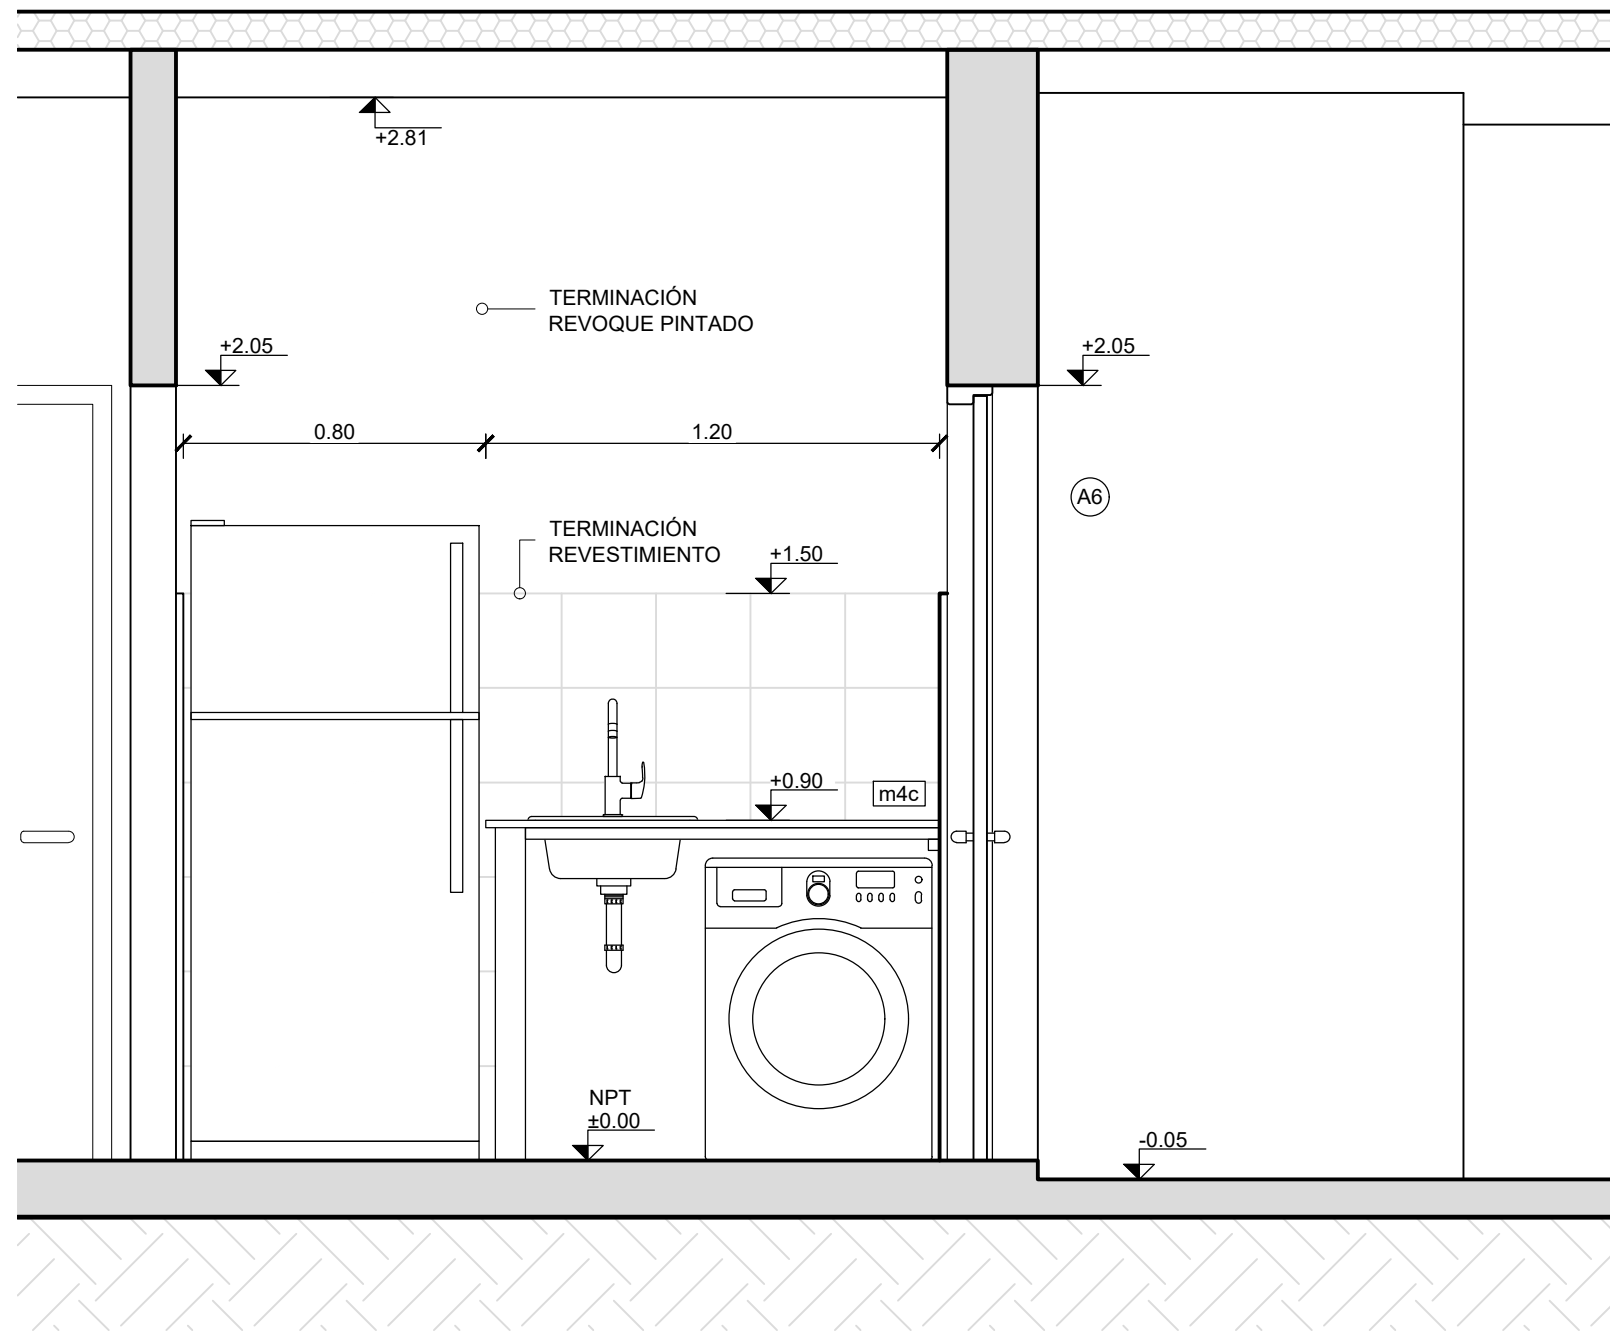 +2.81
TERMINACIÓN
REVOQUE PINTADO
+2.05
+2.05
0.80
1.20
A6
TERMINACIÓN
REVESTIMIENTO
+1.50
+0.90
m4c
NPT
±0.00
-0.05